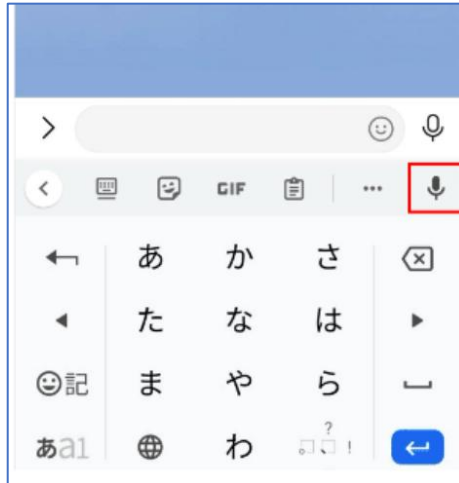 GIF
あ か さ
た な は
記 ま や ら
あa1 わ ? !